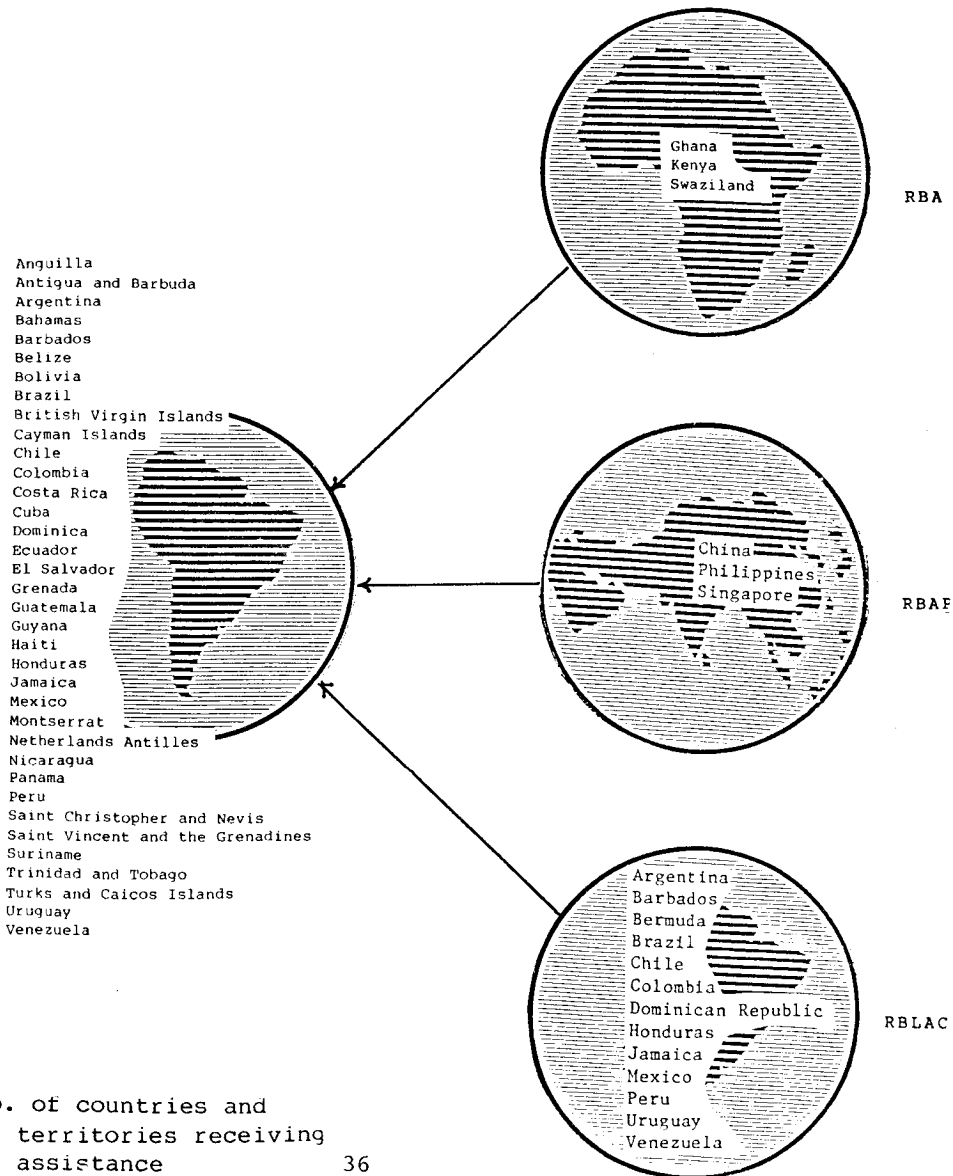 Anguilla
Antigua and Barbuda
Argentina
Bahamas
Barbados
Belize
Bolivia
Brazil
British Virgin Islands
Cayman Islands
Chile
Colombia
Costa Rica
Cuba
Dominica
Ecuador
El Salvador
Grenada
Guatemala
Guyana
Haiti
Honduras
Jamaica
Mexico
Montserrat
Netherlands Antilles
Nicaragua
Panama
Peru
Saint Christopher and Nevis
Saint Vincent and the Grenadines
Suriname
Trinidad and Tobago
Turks and Caicos Islands
Uruguay
Venezuela
of countries and
territories receiving
assistance 36
Ghana
Kenya
Swaziland
RBA
China
Philippines
Singapore
Argentina
Barbados
Bermuda
Brazil
Chile
Colombia
Dominican Republic
Honduras
Jamaica
Mexico
Peru
Uruguay
Venezuela
RBLAC